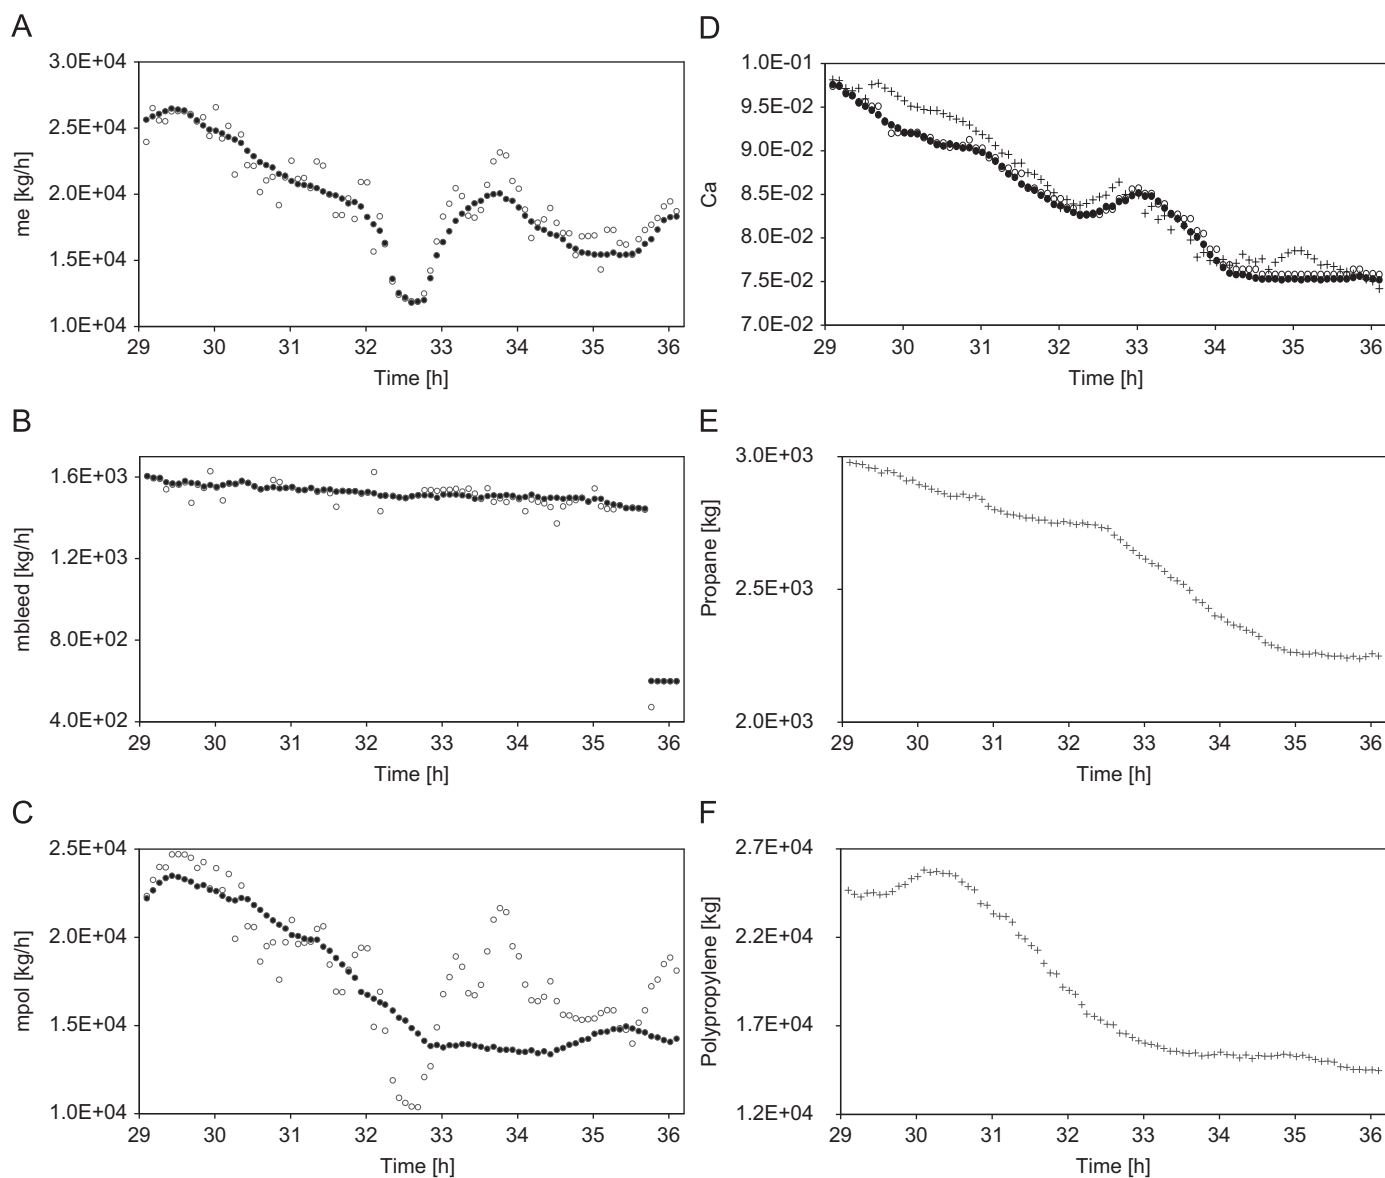 A
3.0E+04
2.5E+04
2.0E+04
1.5E+04
1.0E+04
me [kg/h]
29 30 31 32 33 34 35 36
Time [h]
D
1.0E-01
9.5E-02
9.0E-02
8.5E-02
8.0E-02
7.5E-02
7.0E-02
Ca
29 30 31 32 33 34 35 36
Time [h]
B
1.6E+03
1.2E+03
8.0E+02
4.0E+02
mbleed [kg/h]
29 30 31 32 33 34 35 36
Time [h]
E
3.0E+03
2.5E+03
2.0E+03
Propane [kg]
29 30 31 32 33 34 35 36
Time [h]
C
2.5E+04
2.0E+04
1.5E+04
1.0E+04
mpol [kg/h]
29 30 31 32 33 34 35 36
Time [h]
F
2.7E+04
2.2E+04
1.7E+04
1.2E+04
Polypropylene [kg]
29 30 31 32 33 34 35 36
Time [h]